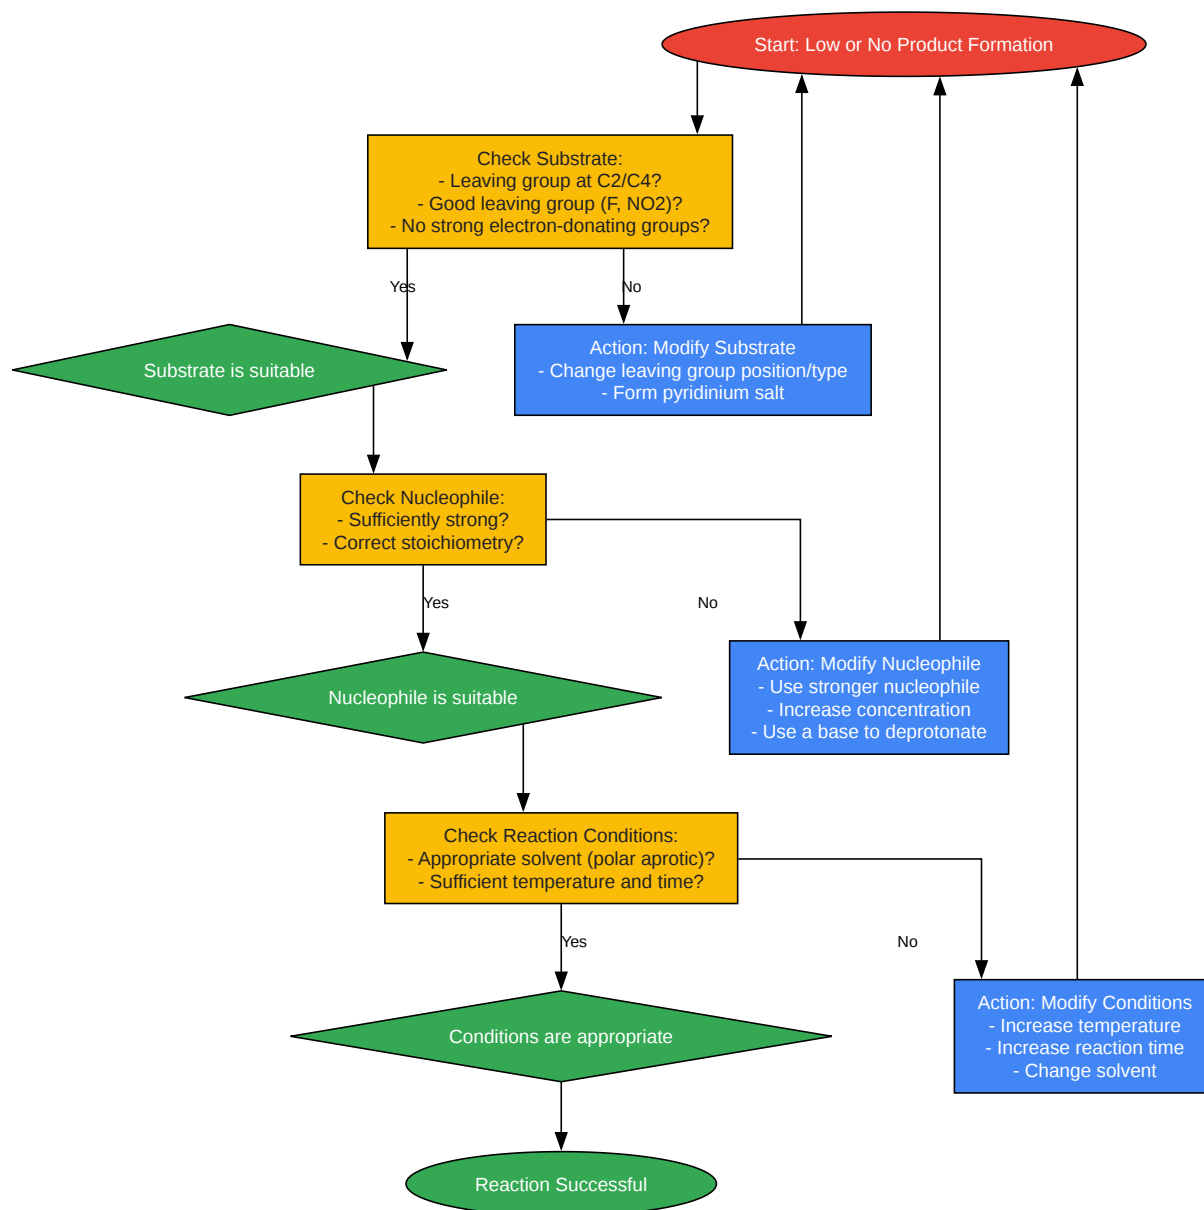 Start: Low or No Product Formation
Check Substrate:
- Leaving group at C2/C4?
- Good leaving group (F, NO2)?
- No strong electron-donating groups?
Yes
No
Substrate is suitable
Action: Modify Substrate
- Change leaving group position/type
- Form pyridinium salt
Check Nucleophile:
- Sufficiently strong?
- Correct stoichiometry?
Yes
No
Nucleophile is suitable
Action: Modify Nucleophile
- Use stronger nucleophile
- Increase concentration
- Use a base to deprotonate
Check Reaction Conditions:
- Appropriate solvent (polar aprotic)?
- Sufficient temperature and time?
Yes
No
Conditions are appropriate
Action: Modify Conditions
- Increase temperature
- Increase reaction time
- Change solvent
Reaction Successful